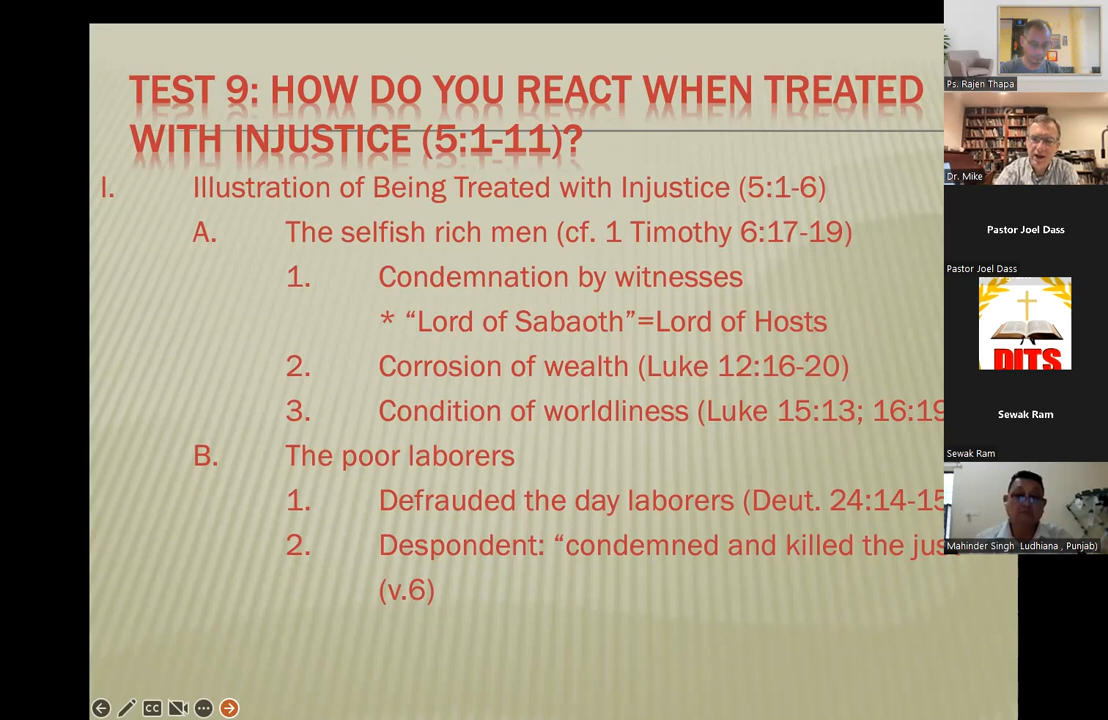 TEST 9: HOW DO YOU REACT WHEN TREATED
WITH INJUSTICE (5:1-11)?
I. Illustration of Being Treated with Injustice (5:1-6)
A. The selfish rich men (cf. 1 Timothy 6:17-19)
1. Condemnation by witnesses
* “Lord of Sabaoth”=Lord of Hosts
2. Corrosion of wealth (Luke 12:16-20)
3. Condition of worldliness (Luke 15:13; 16:19
B. The poor laborers
1. Defrauded the day laborers (Deut. 24:14-15
2. Despondent: “condemned and killed the jus
(v.6)
CC
Ps. Rajen Thapa
Dr. Mike
Pastor Joel Dass
Pastor Joel Dass
DITS
Sewak Ram
Sewak Ram
Mahinder Singh Ludhiana , Punjab)